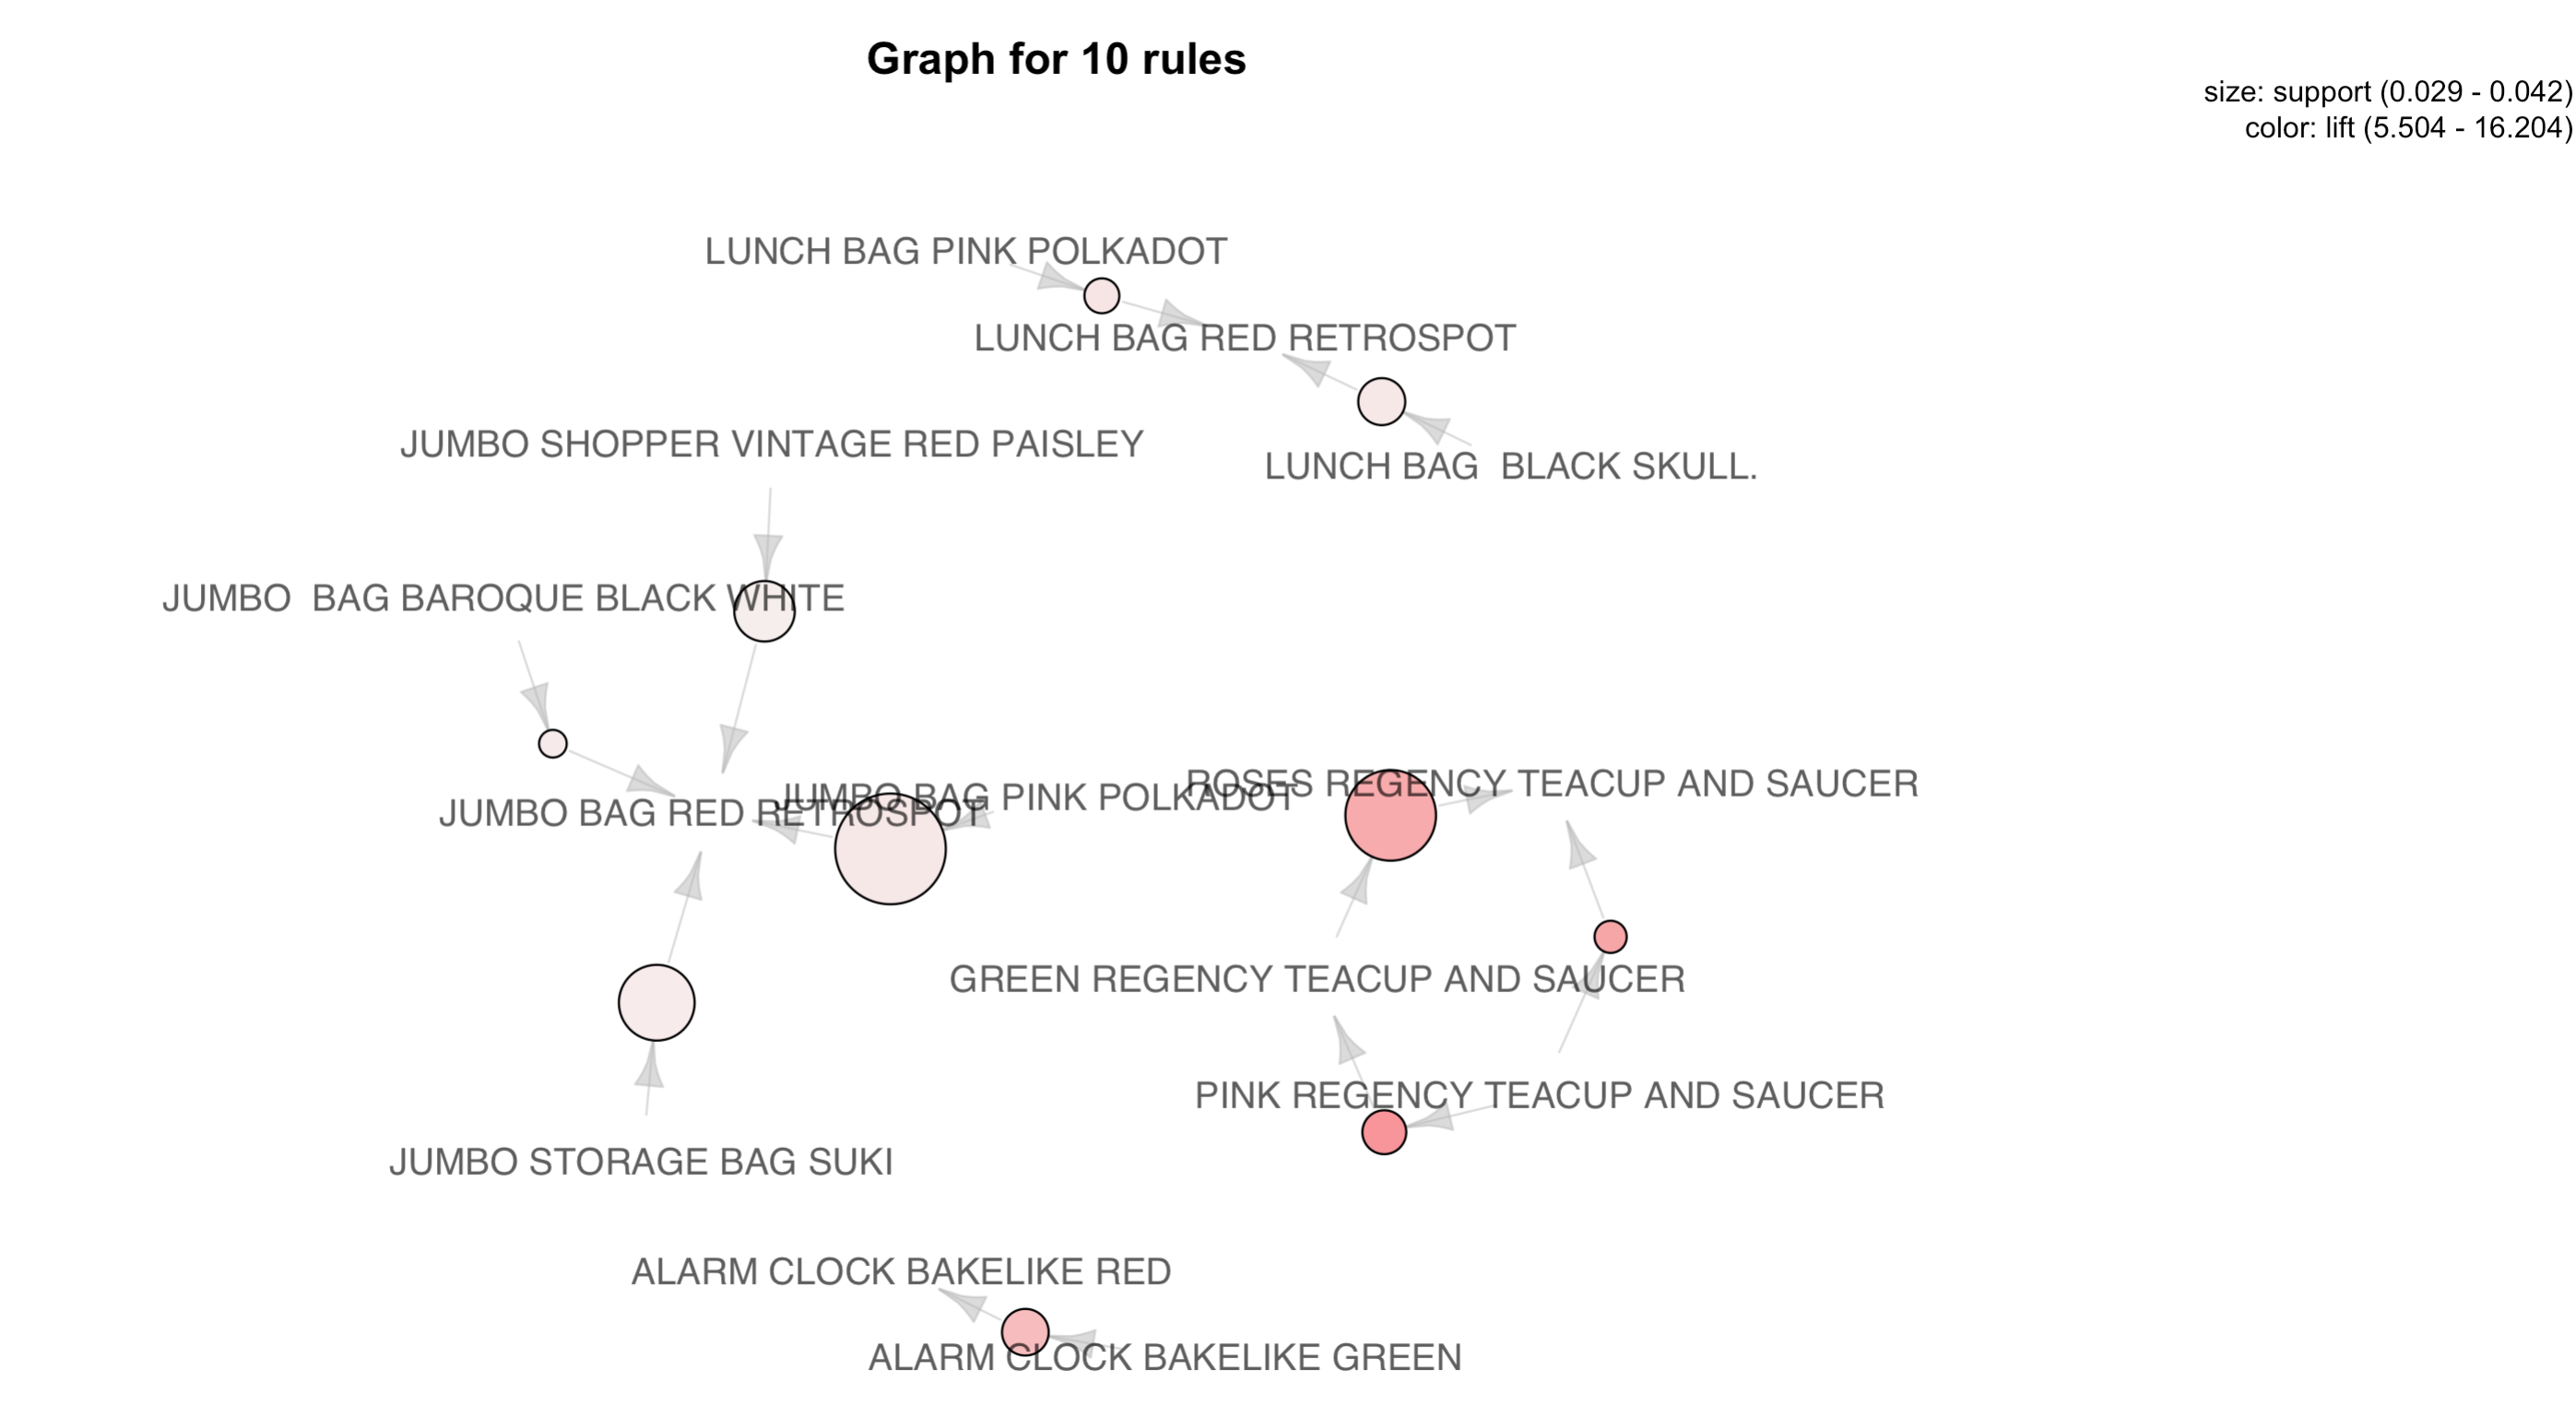 Graph for 10 rules
size: support (0.029 - 0.042)
color: lift (5.504 - 16.204)
LUNCH BAG PINK POLKADOT
LUNCH BAG RED RETROSPOT
JUMBO SHOPPER VINTAGE RED PAISLEY
LUNCH BAG  BLACK SKULL.
JUMBO  BAG BAROQUE BLACK WHITE
ROSES REGENCY TEACUP AND SAUCER
JUMBO BAG PINK POLKADOT
JUMBO BAG RED RETROSPOT
GREEN REGENCY TEACUP AND SAUCER
PINK REGENCY TEACUP AND SAUCER
JUMBO STORAGE BAG SUKI
ALARM CLOCK BAKELIKE RED
ALARM CLOCK BAKELIKE GREEN